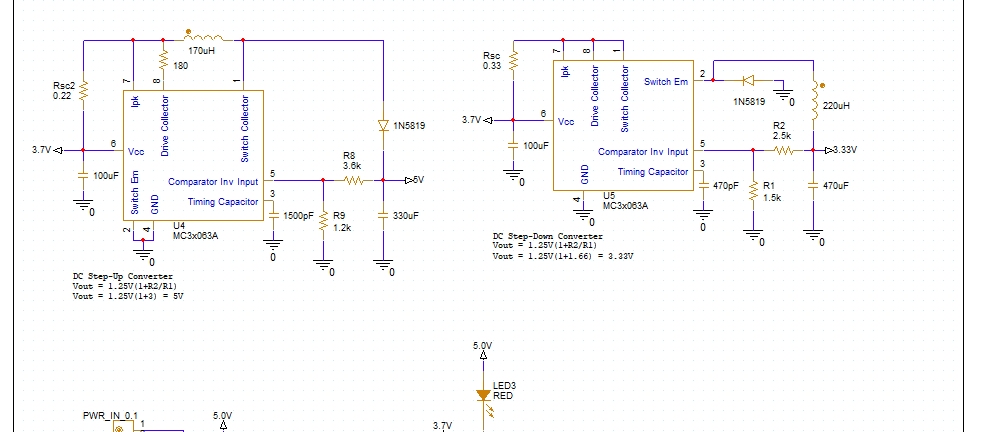 170uH
180
Rsc2
0.22
7
8
1
Ipk
Drive Collector
Switch Collector
3.7V
6
Vcc
100uF
0
Switch Em
GND
Comparator Inv Input
5
Timing Capacitor
3
2
4
U4
MC3x063A
0
1500pF
0
R8
3.6k
R9
1.2k
0
1N5819
5V
330uF
0
DC Step-Up Converter
Vout = 1.25V(1+R2/R1)
Vout = 1.25V(1+3) = 5V
Rsc
0.33
7
8
1
Ipk
Drive Collector
Switch Collector
Switch Em
2
3.7V
6
Vcc
100uF
0
1N5819
0
220uH
R2
2.5k
3.33V
Comparator Inv Input
5
Timing Capacitor
3
GND
4
0
U5
MC3x063A
470pF
0
R1
1.5k
0
470uF
0
DC Step-Down Converter
Vout = 1.25V(1+R2/R1)
Vout = 1.25V(1+1.66) = 3.33V
5.0V
LED3
RED
PWR_IN_0.1
1
5.0V
3.7V